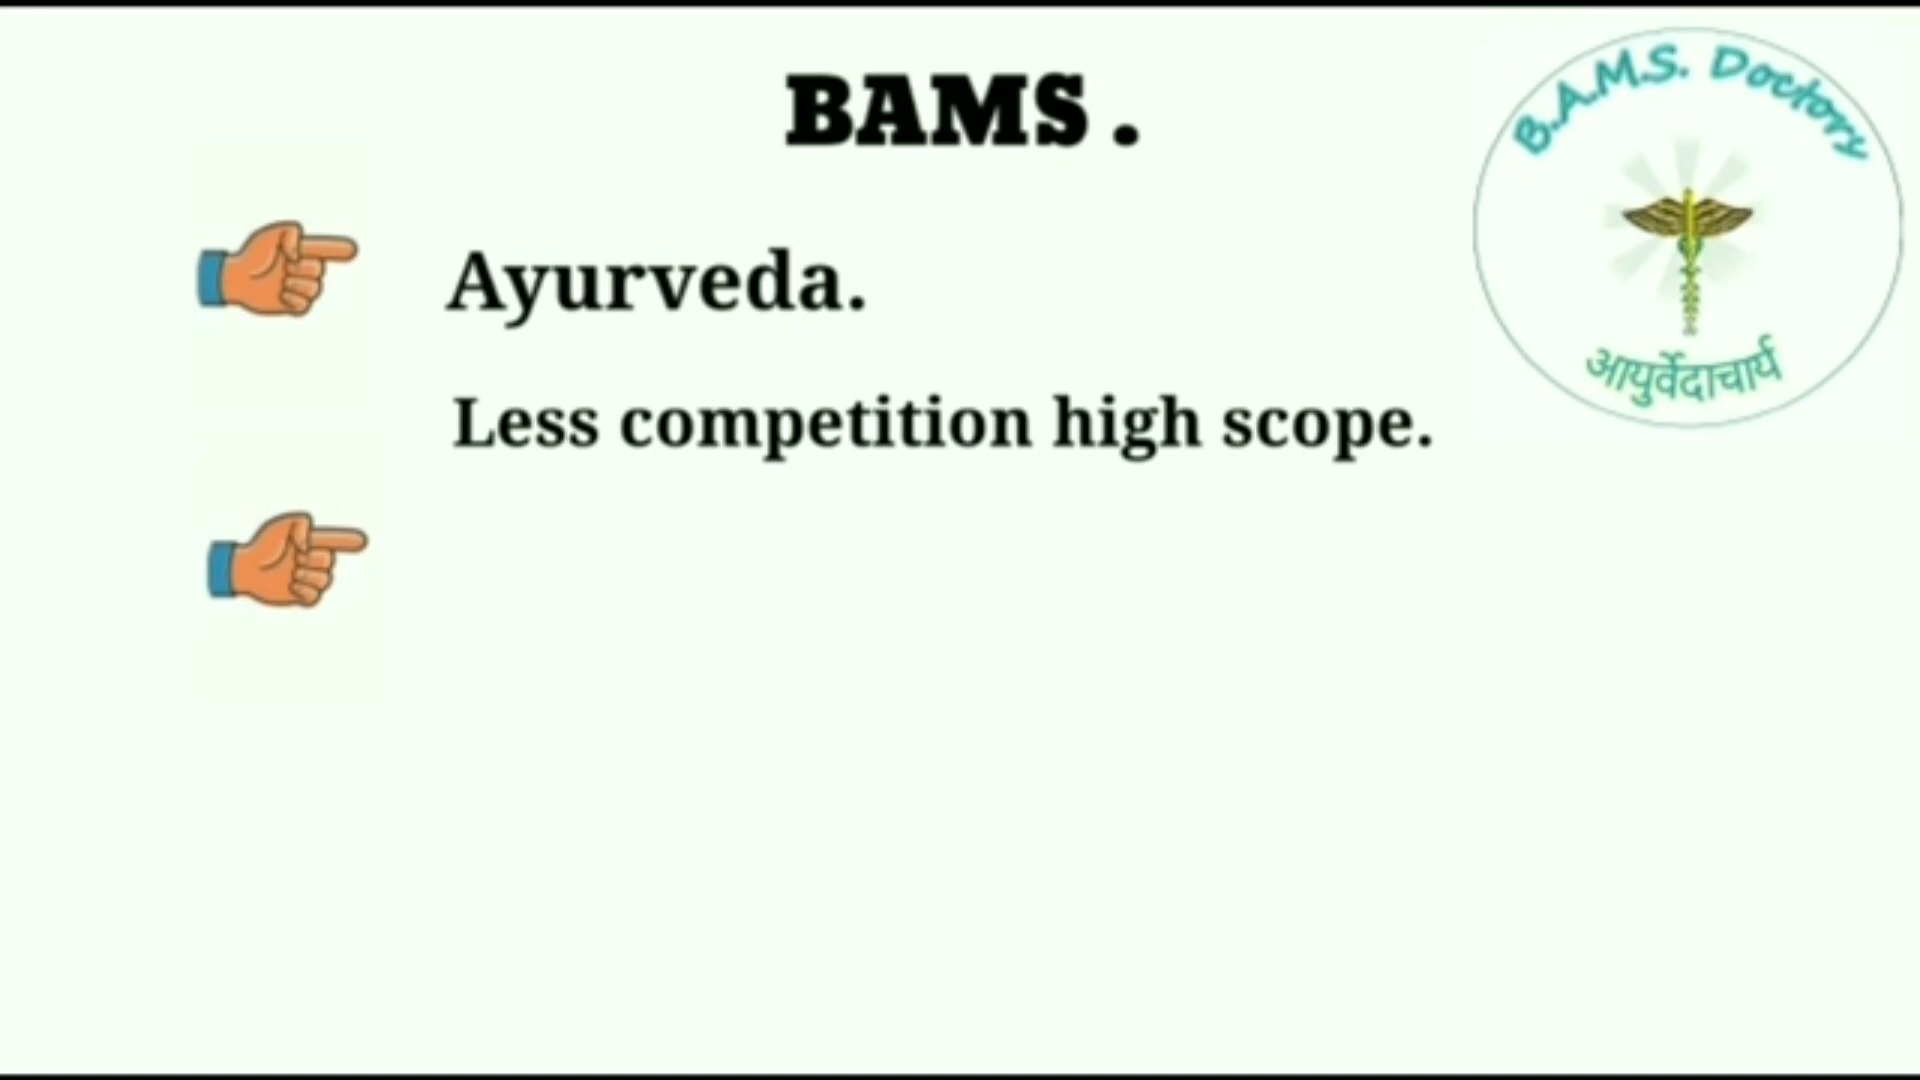 BAMS .
B.A.M.S. Doctory
Ayurveda.
आयुर्वेदाचार्य
Less competition high scope.